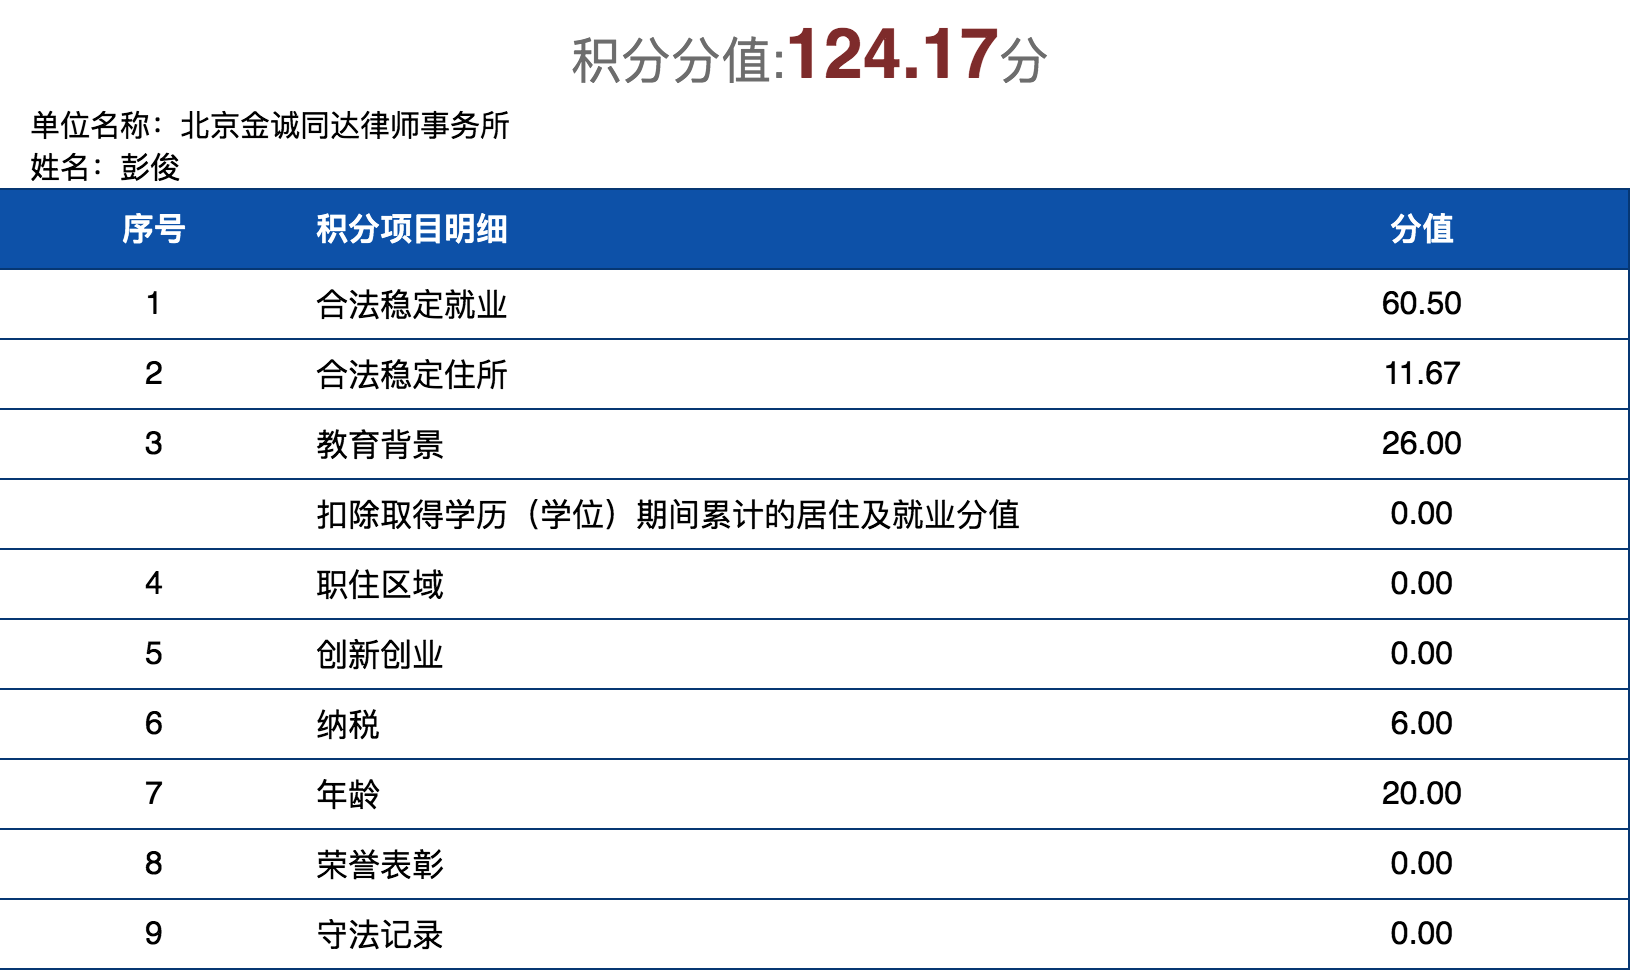 积分分值:124.17分
单位名称：北京金诚同达律师事务所
姓名：彭俊
序号 积分项目明细 分值
1 合法稳定就业 60.50
2 合法稳定住所 11.67
3 教育背景 26.00
扣除取得学历（学位）期间累计的居住及就业分值 0.00
4 职住区域 0.00
5 创新创业 0.00
6 纳税 6.00
7 年龄 20.00
8 荣誉表彰 0.00
9 守法记录 0.00